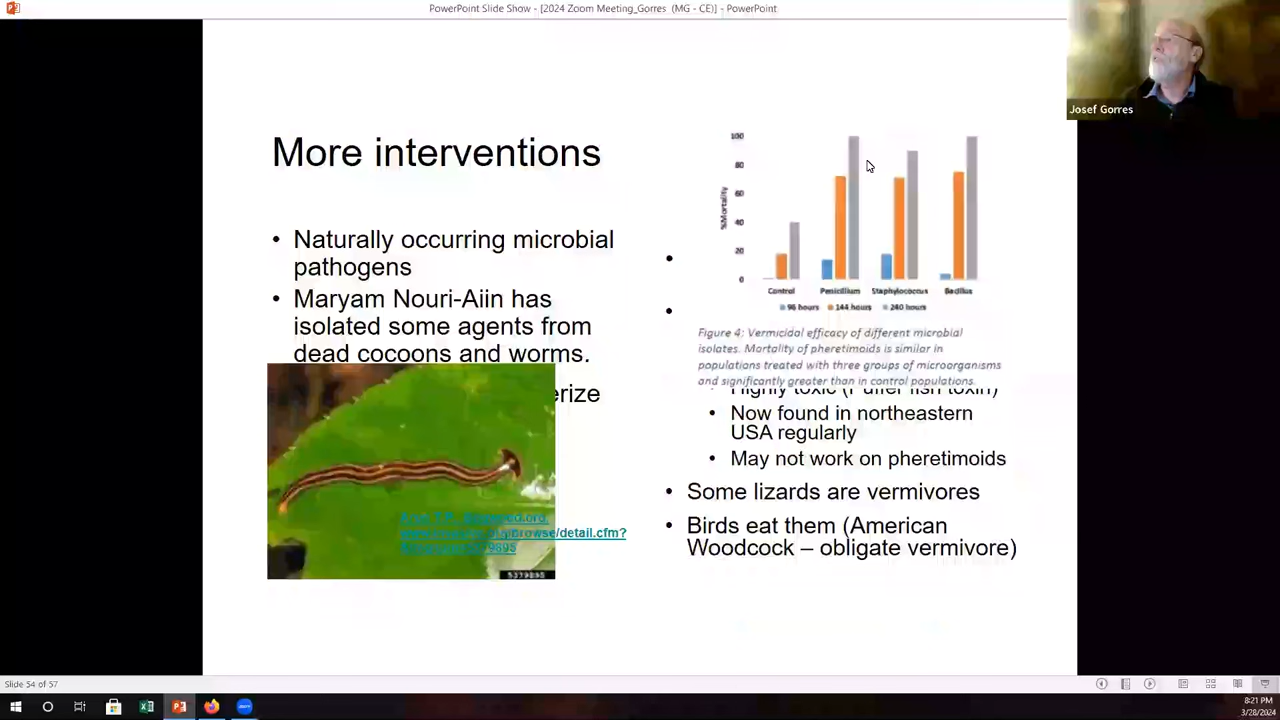 PowerPoint Slide Show - [2024 Zoom Meeting_Gorres (MG - CE)] - PowerPoint
Josef Gorres
More interventions
• Naturally occurring microbial
pathogens
• Maryam Nouri-Aiin has
isolated some agents from
dead cocoons and worms.
erize
100
80
60
40
20
0
%Mortality
Control
Penicillium
Staphylococcus
Bacillus
96 hours
144 hours
240 hours
Figure 4: Vermicidal efficacy of different microbial
isolates. Mortality of pheretimoids is similar in
populations treated with three groups of microorganisms
and significantly greater than in control populations.
Highly toxic (Puffer fish toxin)
• Now found in northeastern
USA regularly
• May not work on pheretimoids
• Some lizards are vermivores
• Birds eat them (American
Woodcock – obligate vermivore)
/browse/detail.cfm?
5379895
Slide 54 of 57
8:21 PM
3/28/2024